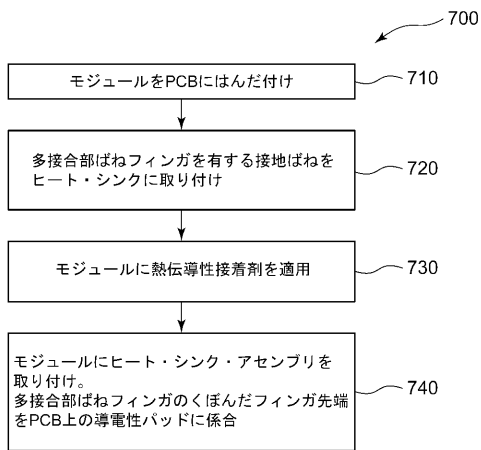 700
モジュールをPCBにはんだ付け
710
多接合部ばねフィンガを有する接地ばねを
ヒート・シンクに取り付け
720
モジュールに熱伝導性接着剤を適用
730
モジュールにヒート・シンク・アセンブリを
取り付け。
多接合部ばねフィンガのくぼんだフィンガ先端
をPCB上の導電性パッドに係合
740